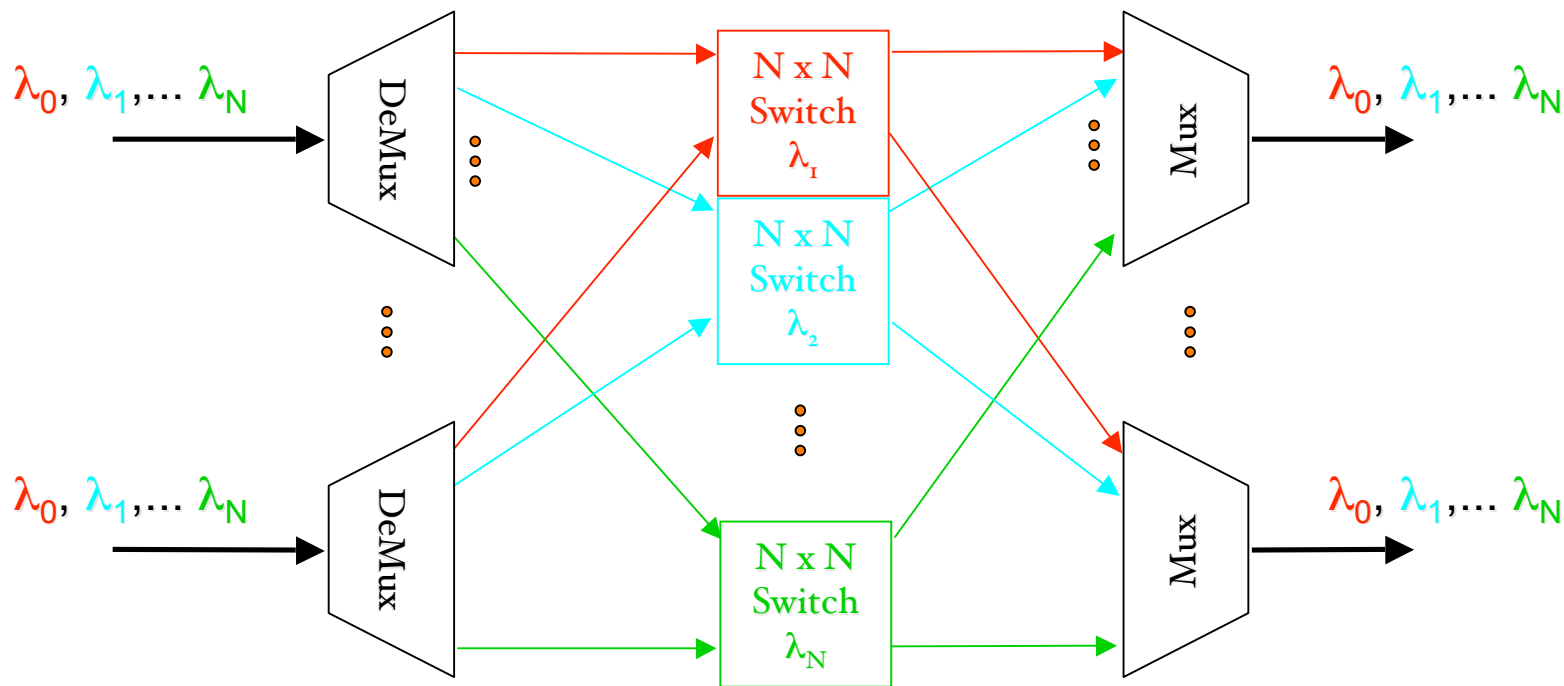 λ0, λ1,... λN
DeMux
N x N
Switch
λ1
Mux
λ0, λ1,... λN
N x N
Switch
λ2
λ0, λ1,... λN
DeMux
N x N
Switch
λN
Mux
λ0, λ1,... λN